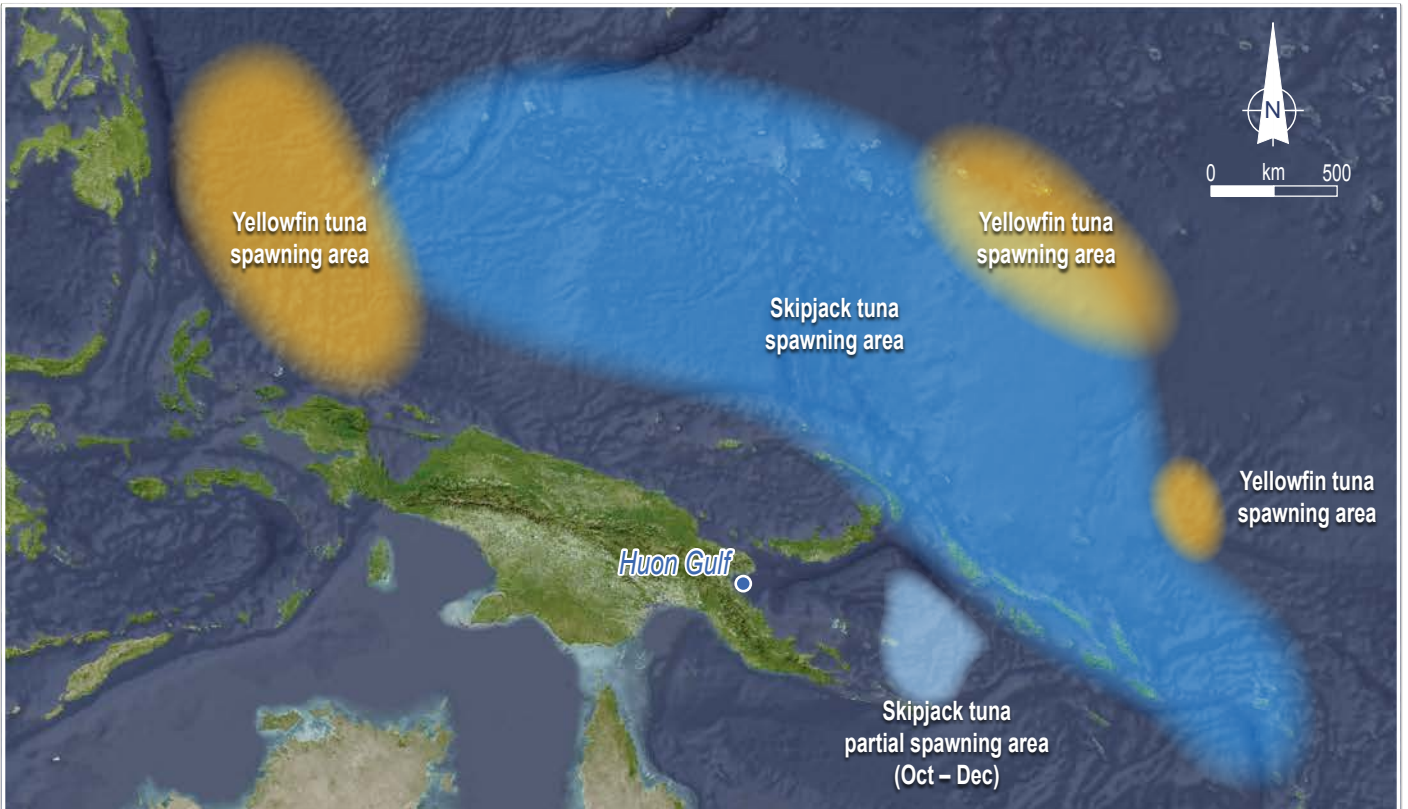 N
0 km 500
Yellowfin tuna
spawning area
Yellowfin tuna
spawning area
Skipjack tuna
spawning area
Yellowfin tuna
spawning area
Huon Gulf
Skipjack tuna
partial spawning area
(Oct – Dec)